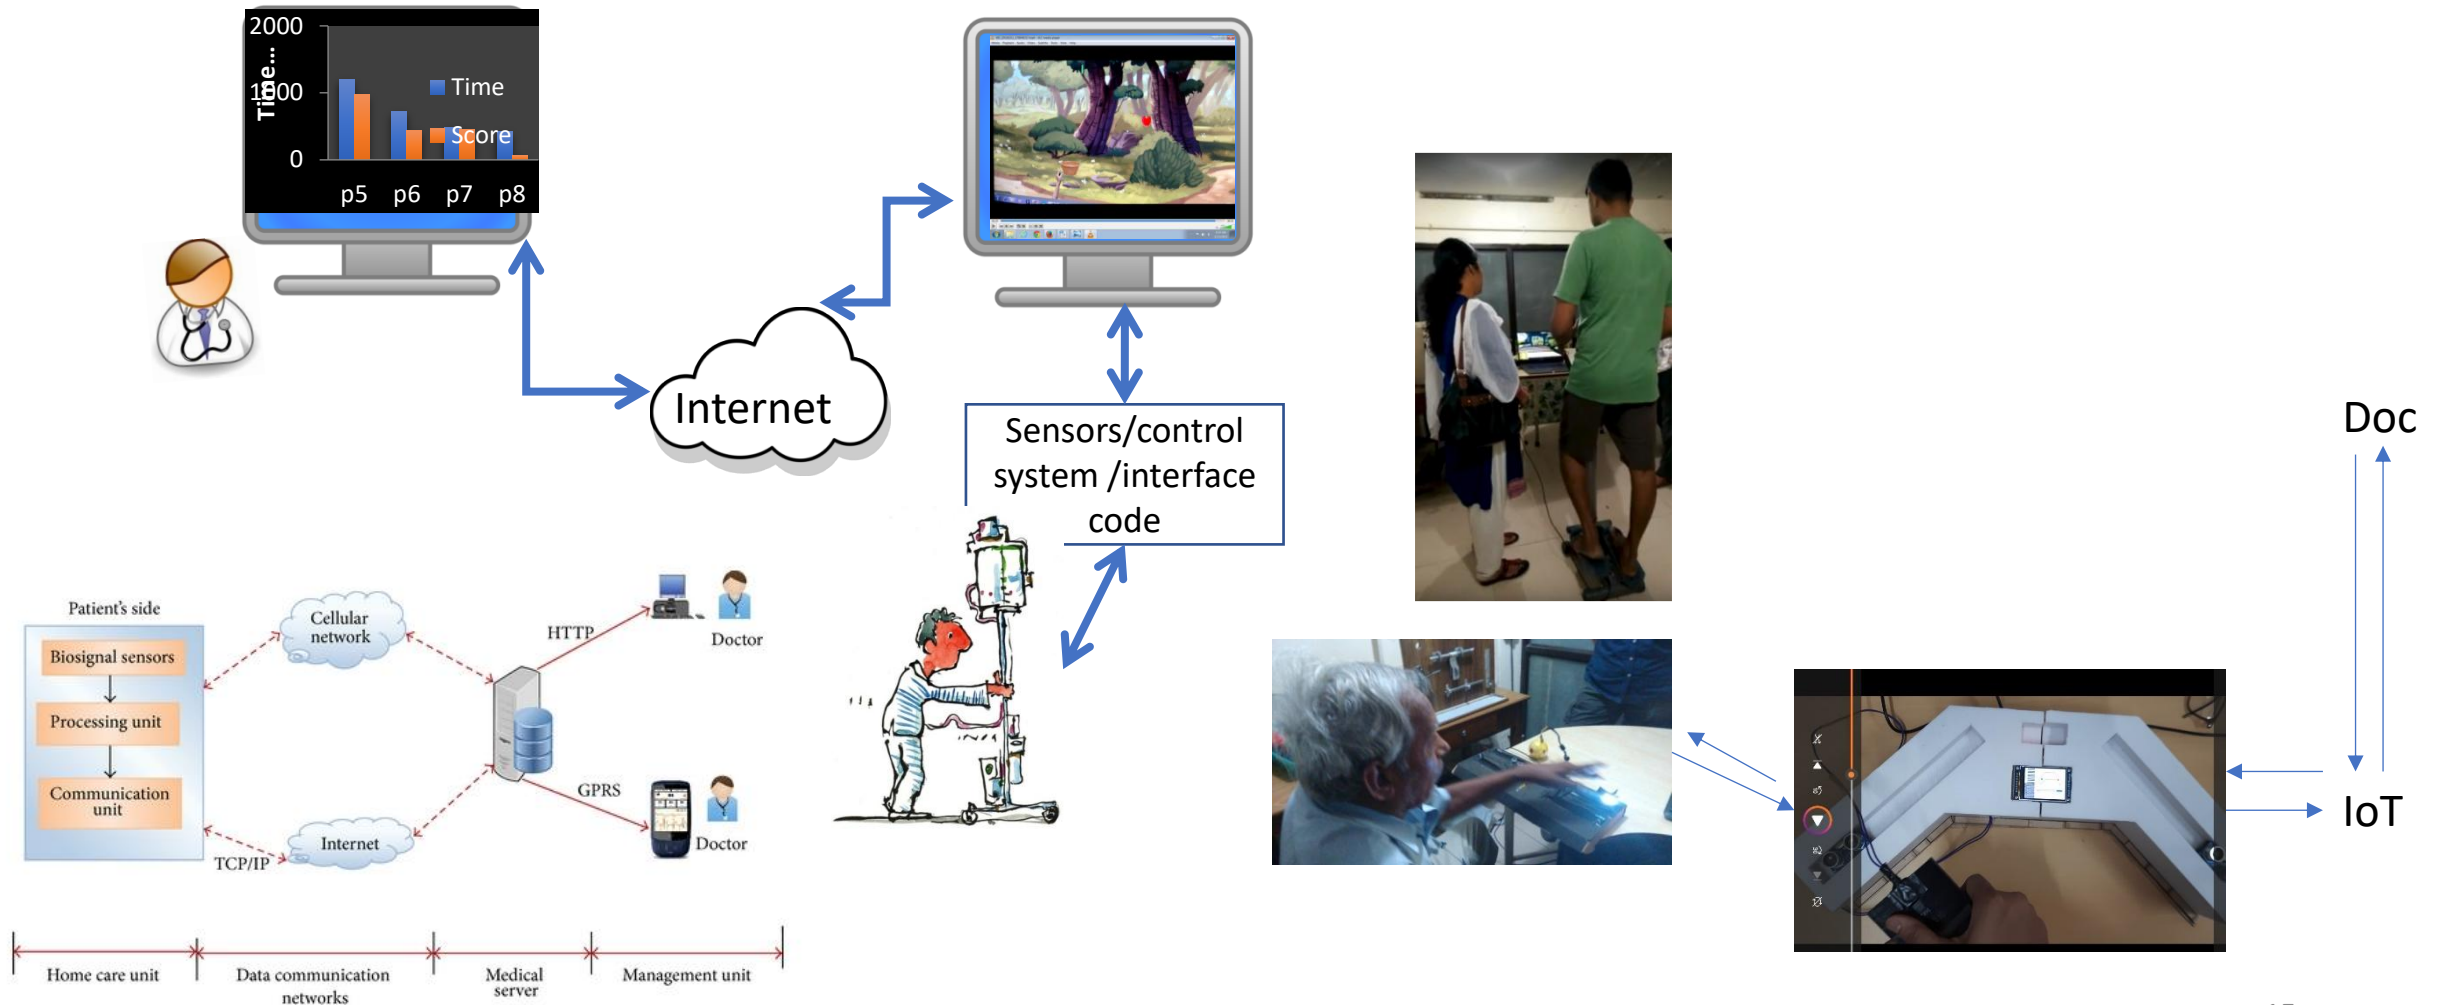 2000
1000
0
Time...
Time
Score
p5 p6 p7 p8
Internet
Sensors/control
system /interface
code
Doc
IoT
Patient's side
Biosignal sensors
Processing unit
Communication
unit
Cellular
network
Internet
TCP/IP
HTTP
GPRS
Doctor
Doctor
Home care unit
Data communication
networks
Medical
server
Management unit